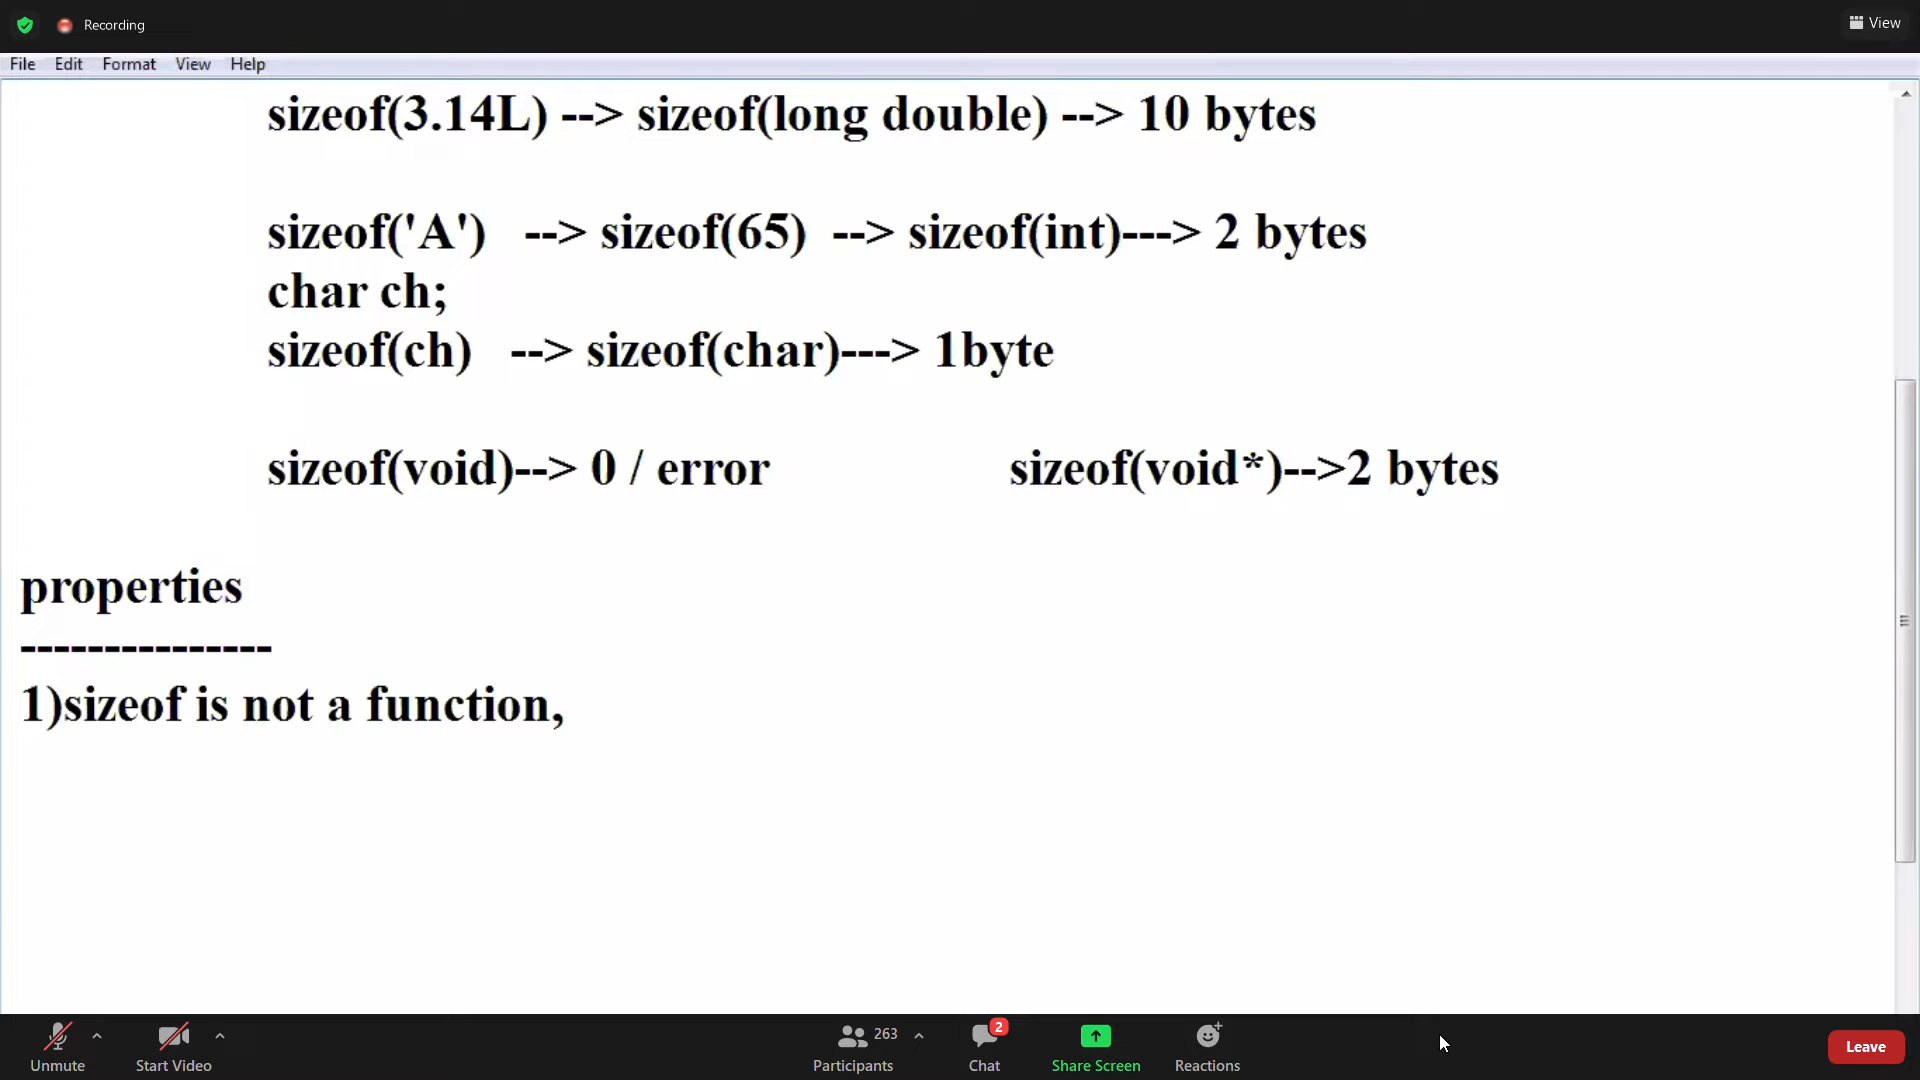 Recording
View
File Edit Format View Help
sizeof(3.14L) --> sizeof(long double) --> 10 bytes
sizeof('A') --> sizeof(65) --> sizeof(int)---> 2 bytes
char ch;
sizeof(ch) --> sizeof(char)---> 1byte
sizeof(void)--> 0 / error sizeof(void*)-->2 bytes
properties
---------------
1)sizeof is not a function,
263
2
Unmute Start Video Participants Chat Share Screen Reactions Leave